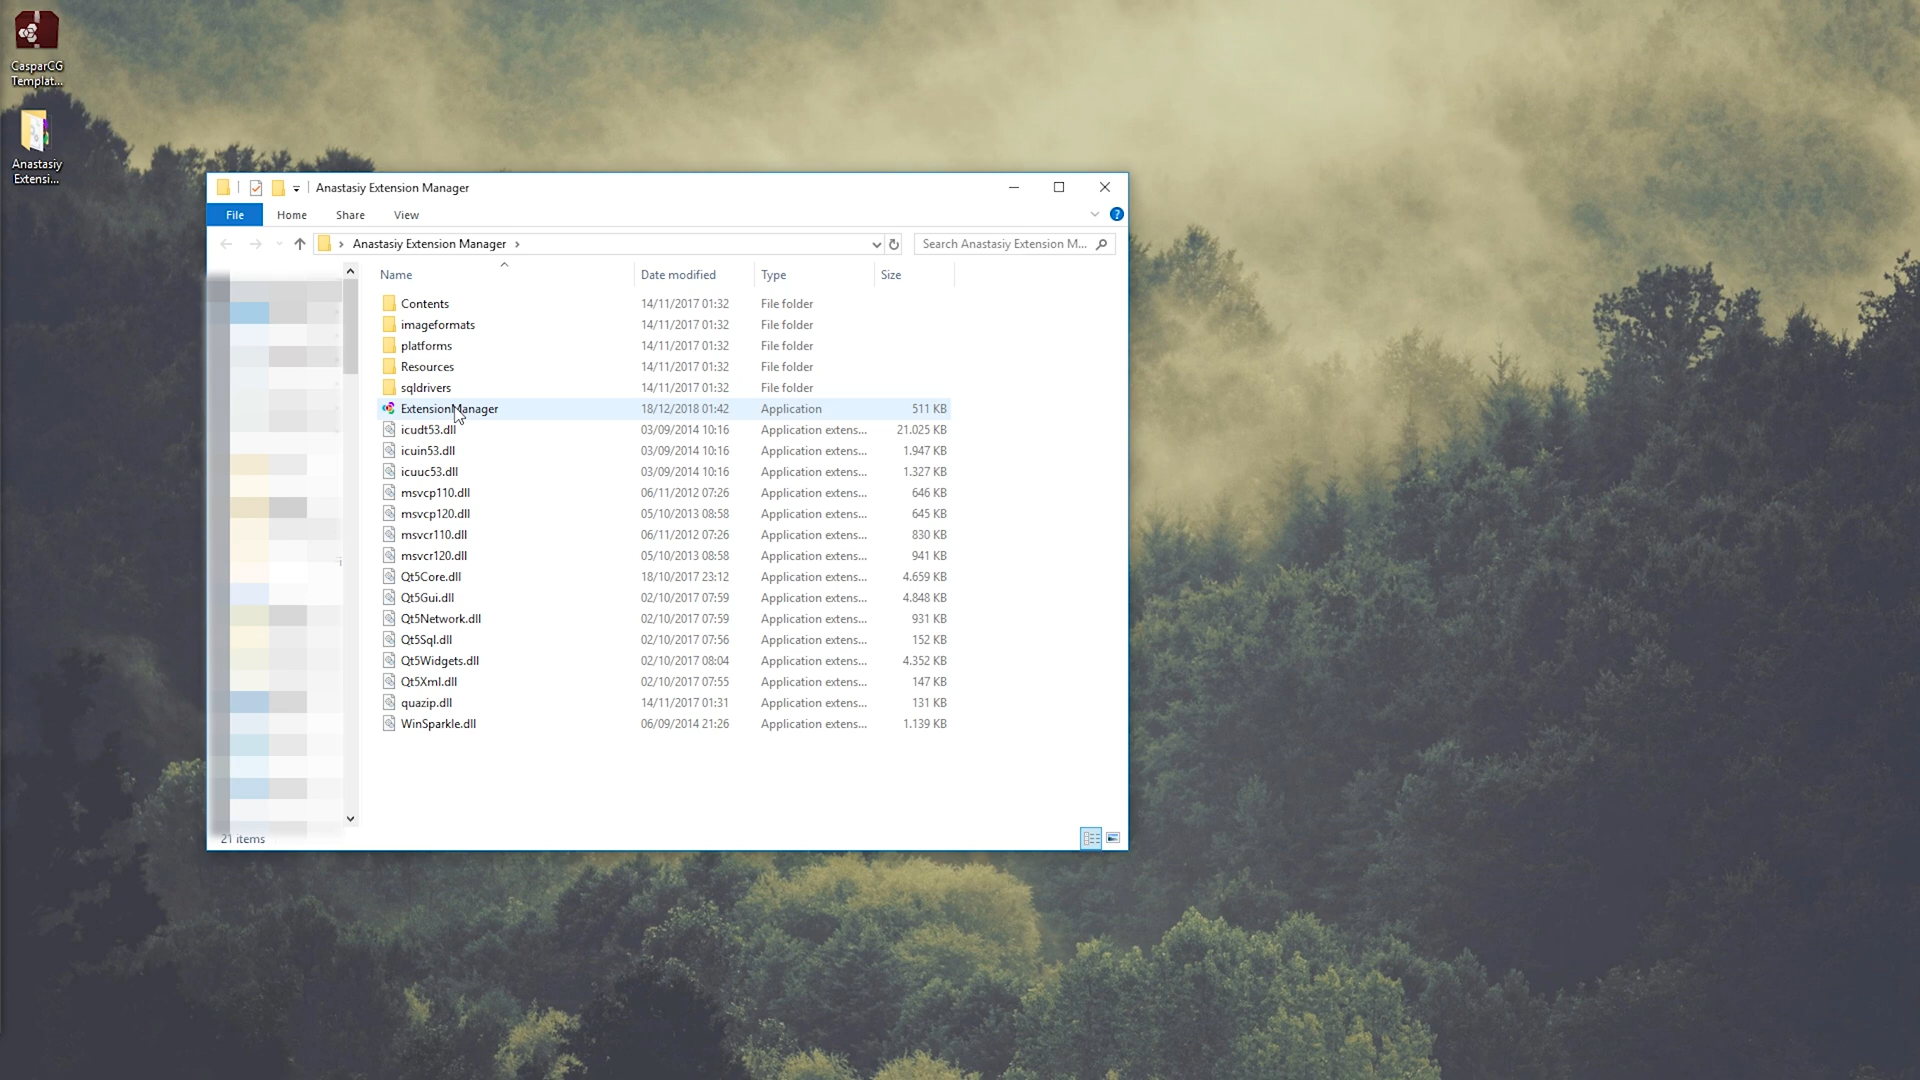 CasparCG
Templat...
Anastasiy
Extensi...
Anastasiy Extension Manager
File Home Share View
Anastasiy Extension Manager
Search Anastasiy Extension M...
Name Date modified Type Size
Contents 14/11/2017 01:32 File folder
imageformats 14/11/2017 01:32 File folder
platforms 14/11/2017 01:32 File folder
Resources 14/11/2017 01:32 File folder
sqldrivers 14/11/2017 01:32 File folder
ExtensionManager 18/12/2018 01:42 Application 511 KB
icudt53.dll 03/09/2014 10:16 Application extens... 21.025 KB
icuin53.dll 03/09/2014 10:16 Application extens... 1.947 KB
icuuc53.dll 03/09/2014 10:16 Application extens... 1.327 KB
msvcp110.dll 06/11/2012 07:26 Application extens... 646 KB
msvcp120.dll 05/10/2013 08:58 Application extens... 645 KB
msvcr110.dll 06/11/2012 07:26 Application extens... 830 KB
msvcr120.dll 05/10/2013 08:58 Application extens... 941 KB
Qt5Core.dll 18/10/2017 23:12 Application extens... 4.659 KB
Qt5Gui.dll 02/10/2017 07:59 Application extens... 4.848 KB
Qt5Network.dll 02/10/2017 07:59 Application extens... 931 KB
Qt5Sql.dll 02/10/2017 07:56 Application extens... 152 KB
Qt5Widgets.dll 02/10/2017 08:04 Application extens... 4.352 KB
Qt5Xml.dll 02/10/2017 07:55 Application extens... 147 KB
quazip.dll 14/11/2017 01:31 Application extens... 131 KB
WinSparkle.dll 06/09/2014 21:26 Application extens... 1.139 KB
21 items